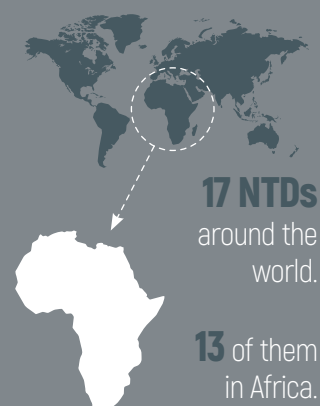 17 NTDs
around the
world.
13 of them
in Africa.